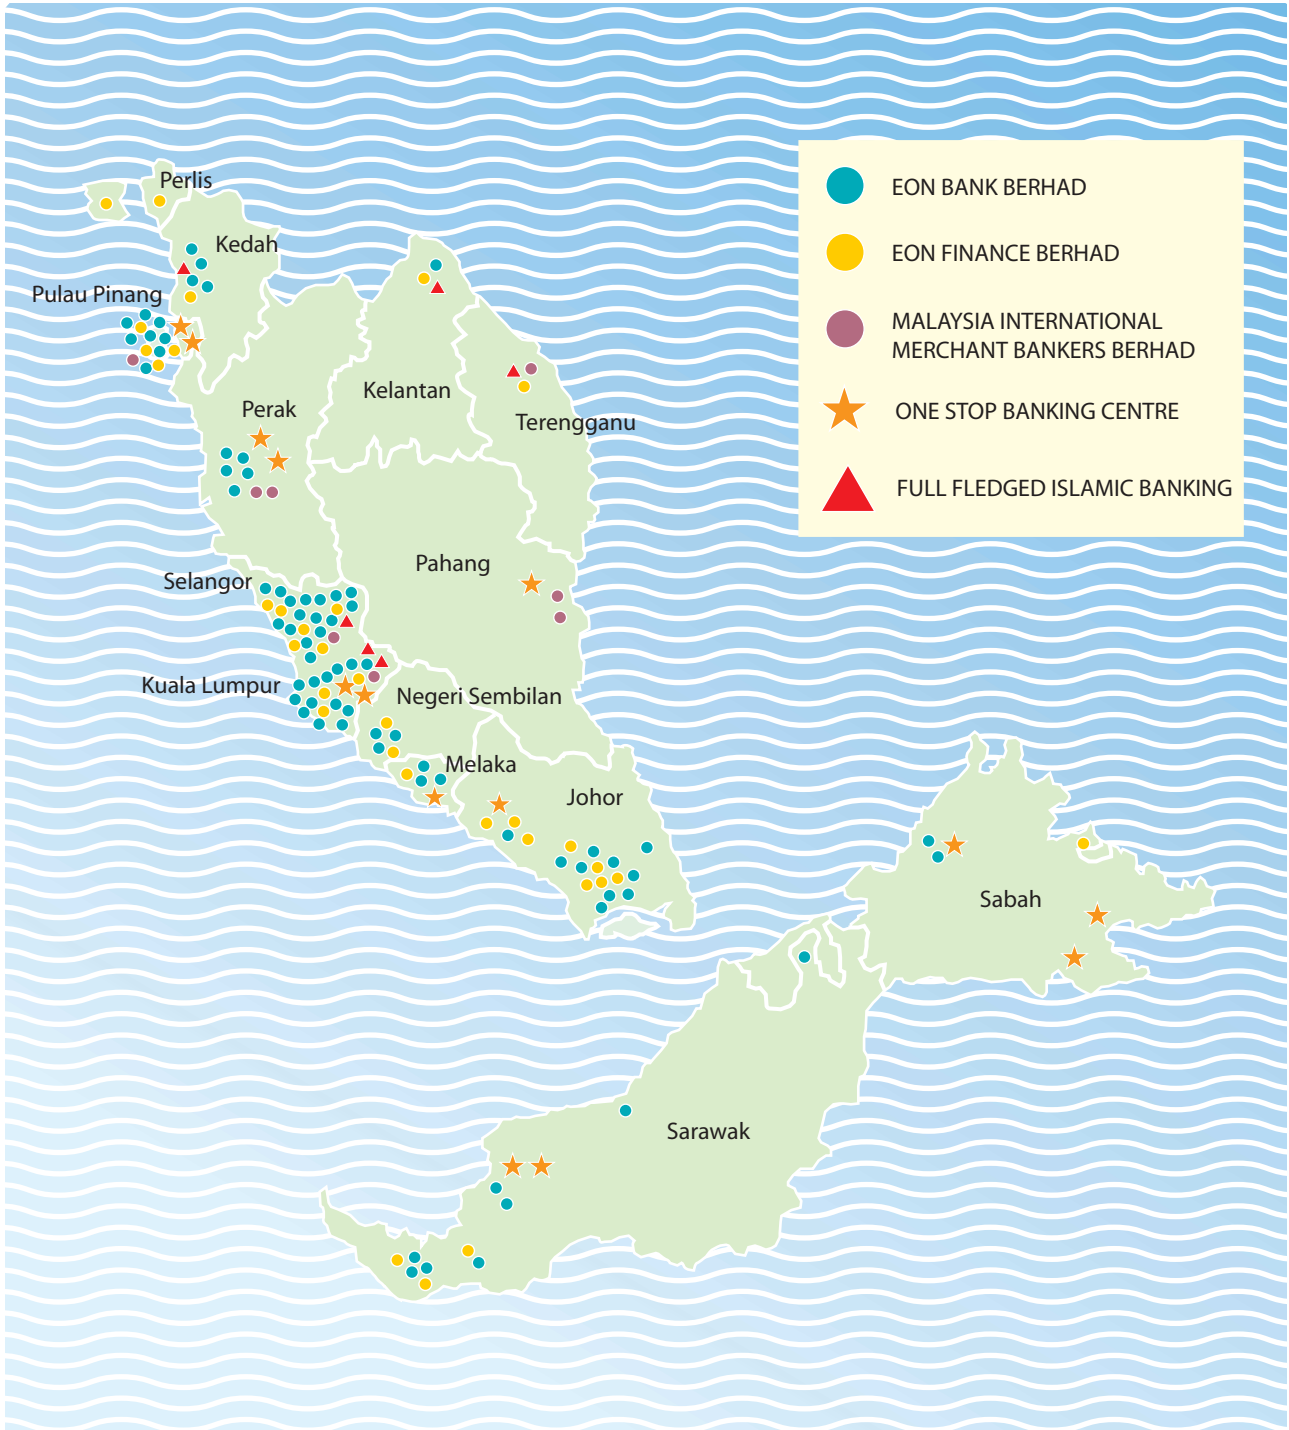 Perlis
Kedah
Pulau Pinang
Kelantan
Perak
Terengganu
Pahang
Selangor
Kuala Lumpur
Negeri Sembilan
Melaka
Johor
Sabah
Sarawak
EON BANK BERHAD
EON FINANCE BERHAD
MALAYSIA INTERNATIONAL
MERCHANT BANKERS BERHAD
ONE STOP BANKING CENTRE
FULL FLEDGED ISLAMIC BANKING